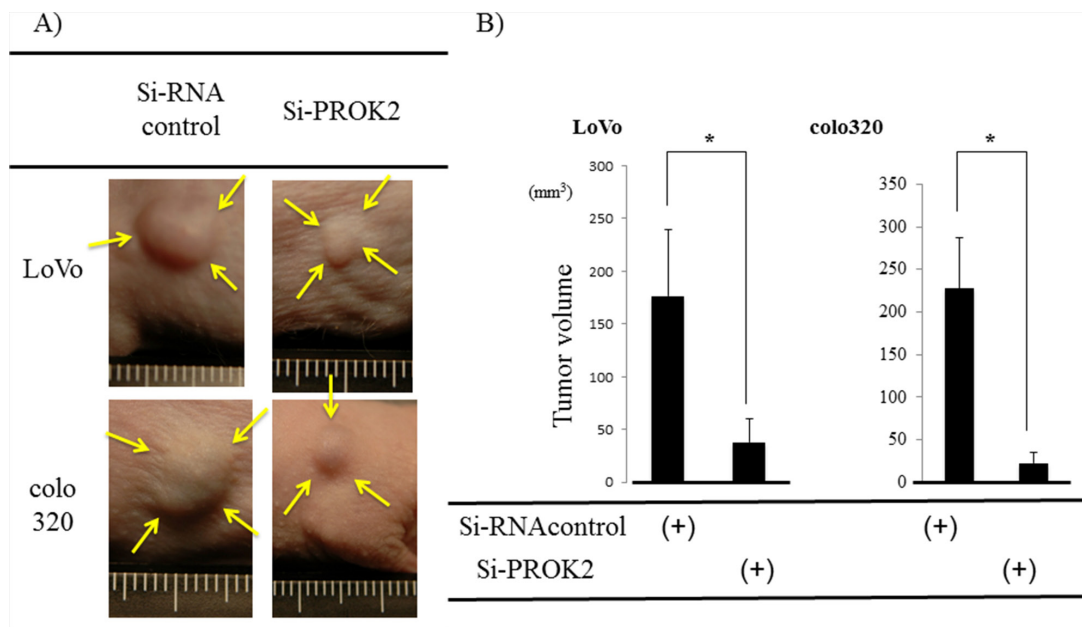 A)
Si-RNA
control
Si-PROK2
LoVo
colo
320
B)
LoVo
colo320
*
*
(mm³)
Tumor volume
300
250
200
150
100
50
0
350
300
250
200
150
100
50
0
Si-RNAcontrol (+) (+)
Si-PROK2 (+) (+)